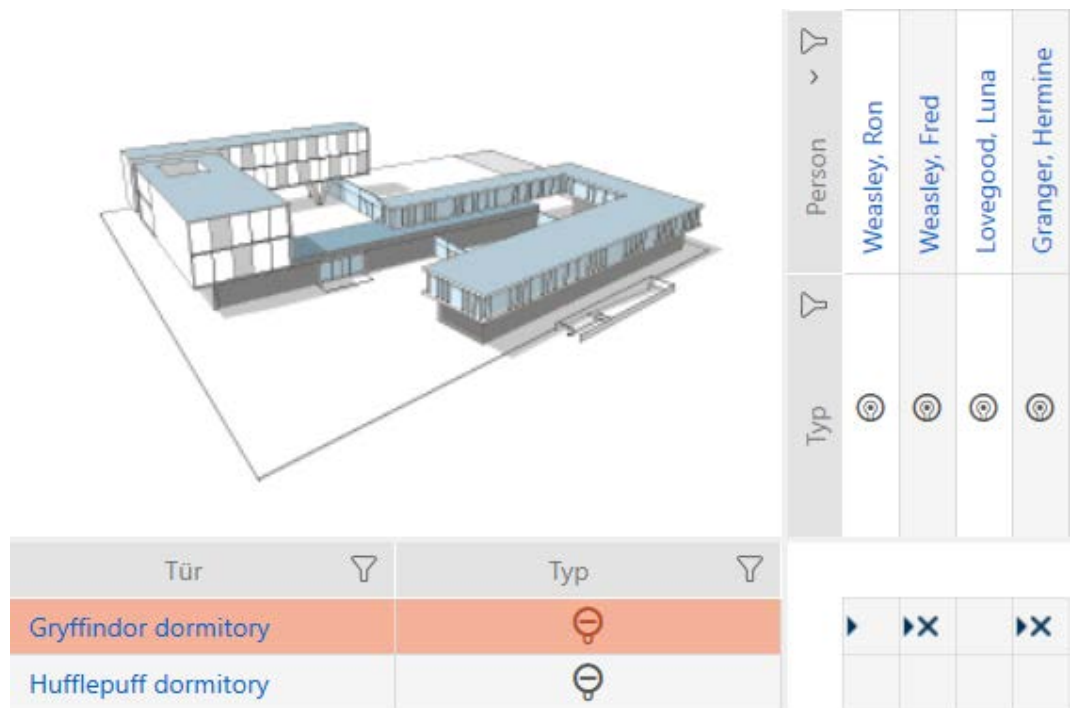 Person
Weasley, Ron
Weasley, Fred
Lovegood, Luna
Granger, Hermine
Typ
Tür
Typ
Gryffindor dormitory
Hufflepuff dormitory